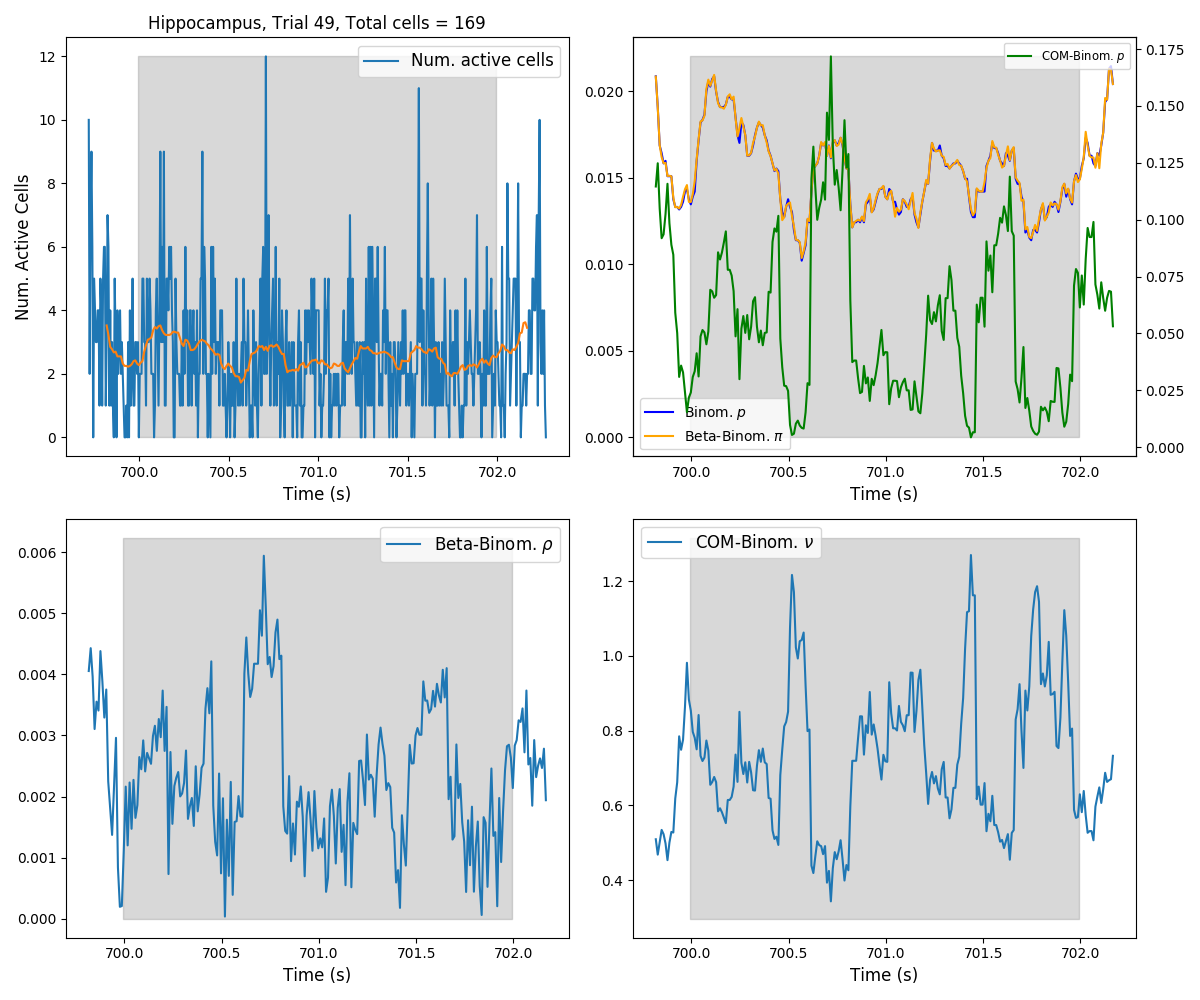 Hippocampus, Trial 49, Total cells = 169
Num. active cells
12
10
8
6
4
2
0
Num. Active Cells
700.0 700.5 701.0 701.5 702.0
Time (s)
COM-Binom. p
0.020
0.015
0.010
0.005
0.000
0.175
0.150
0.125
0.100
0.075
0.050
0.025
0.000
Binom. p
Beta-Binom. π
700.0 700.5 701.0 701.5 702.0
Time (s)
Beta-Binom. ρ
0.006
0.005
0.004
0.003
0.002
0.001
0.000
700.0 700.5 701.0 701.5 702.0
Time (s)
COM-Binom. ν
1.2
1.0
0.8
0.6
0.4
700.0 700.5 701.0 701.5 702.0
Time (s)